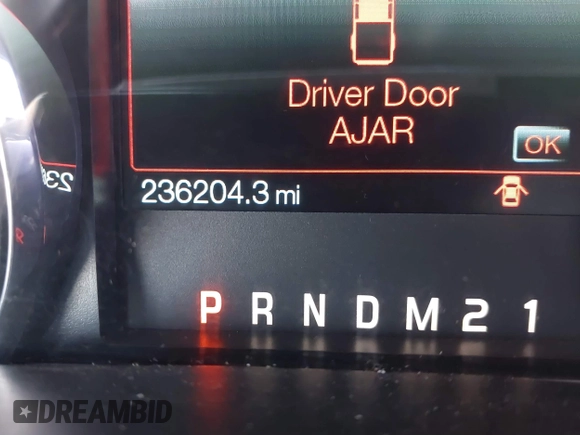 Driver Door
AJAR
OK
236204.3 mi
P R N D M 2 1
DREAMBID